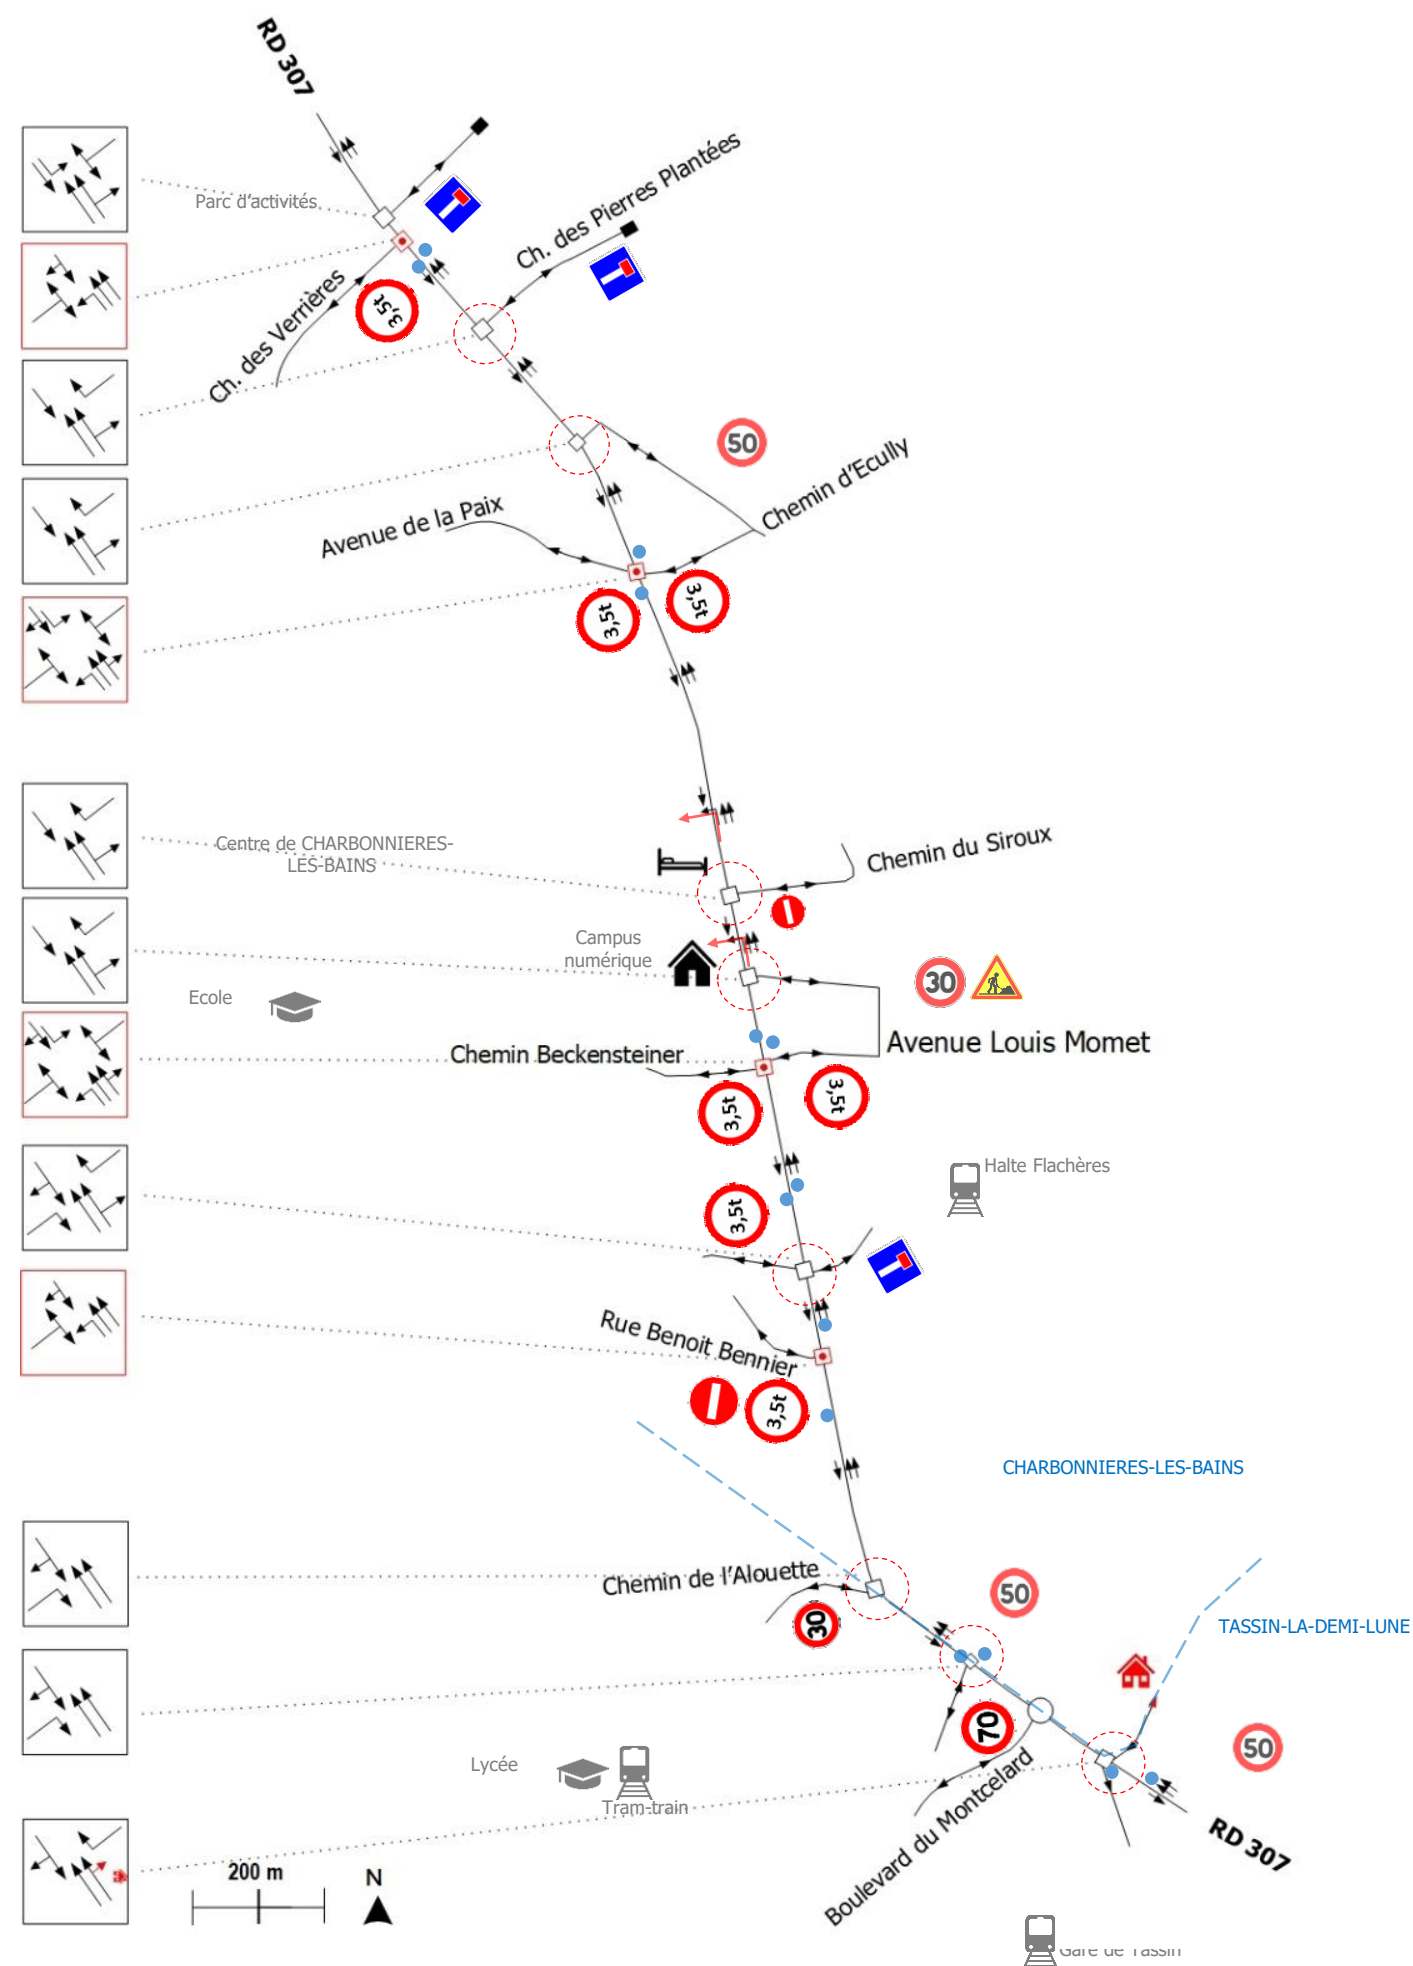 RD 307
Parc d'activités
Ch. des Pierres Plantées
Ch. des Verrières
3,5t
50
Avenue de la Paix
Chemin d'Ecully
3,5t
3,5t
Centre de CHARBONNIERES-
LES-BAINS
Chemin du Siroux
Campus
numérique
Ecole
30
Chemin Beckensteiner
Avenue Louis Momet
3,5t
3,5t
Halte Flachères
3,5t
Rue Benoit Bennier
3,5t
CHARBONNIERES-LES-BAINS
Chemin de l'Alouette
30
50
TASSIN-LA-DEMI-LUNE
70
50
Lycée
Tram-train
Boulevard du Montcelard
RD 307
200 m
N
Gare de Tassin